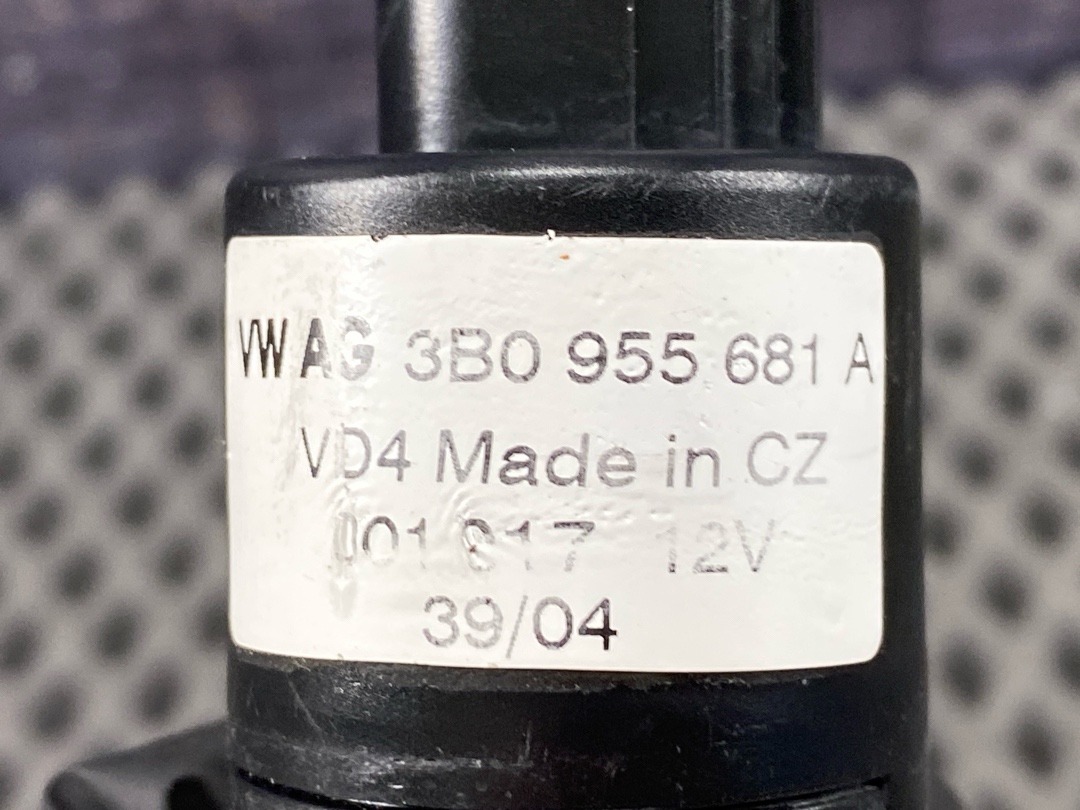 VW AG 3B0 955 681 A
VD4 Made in CZ
12V
39/04